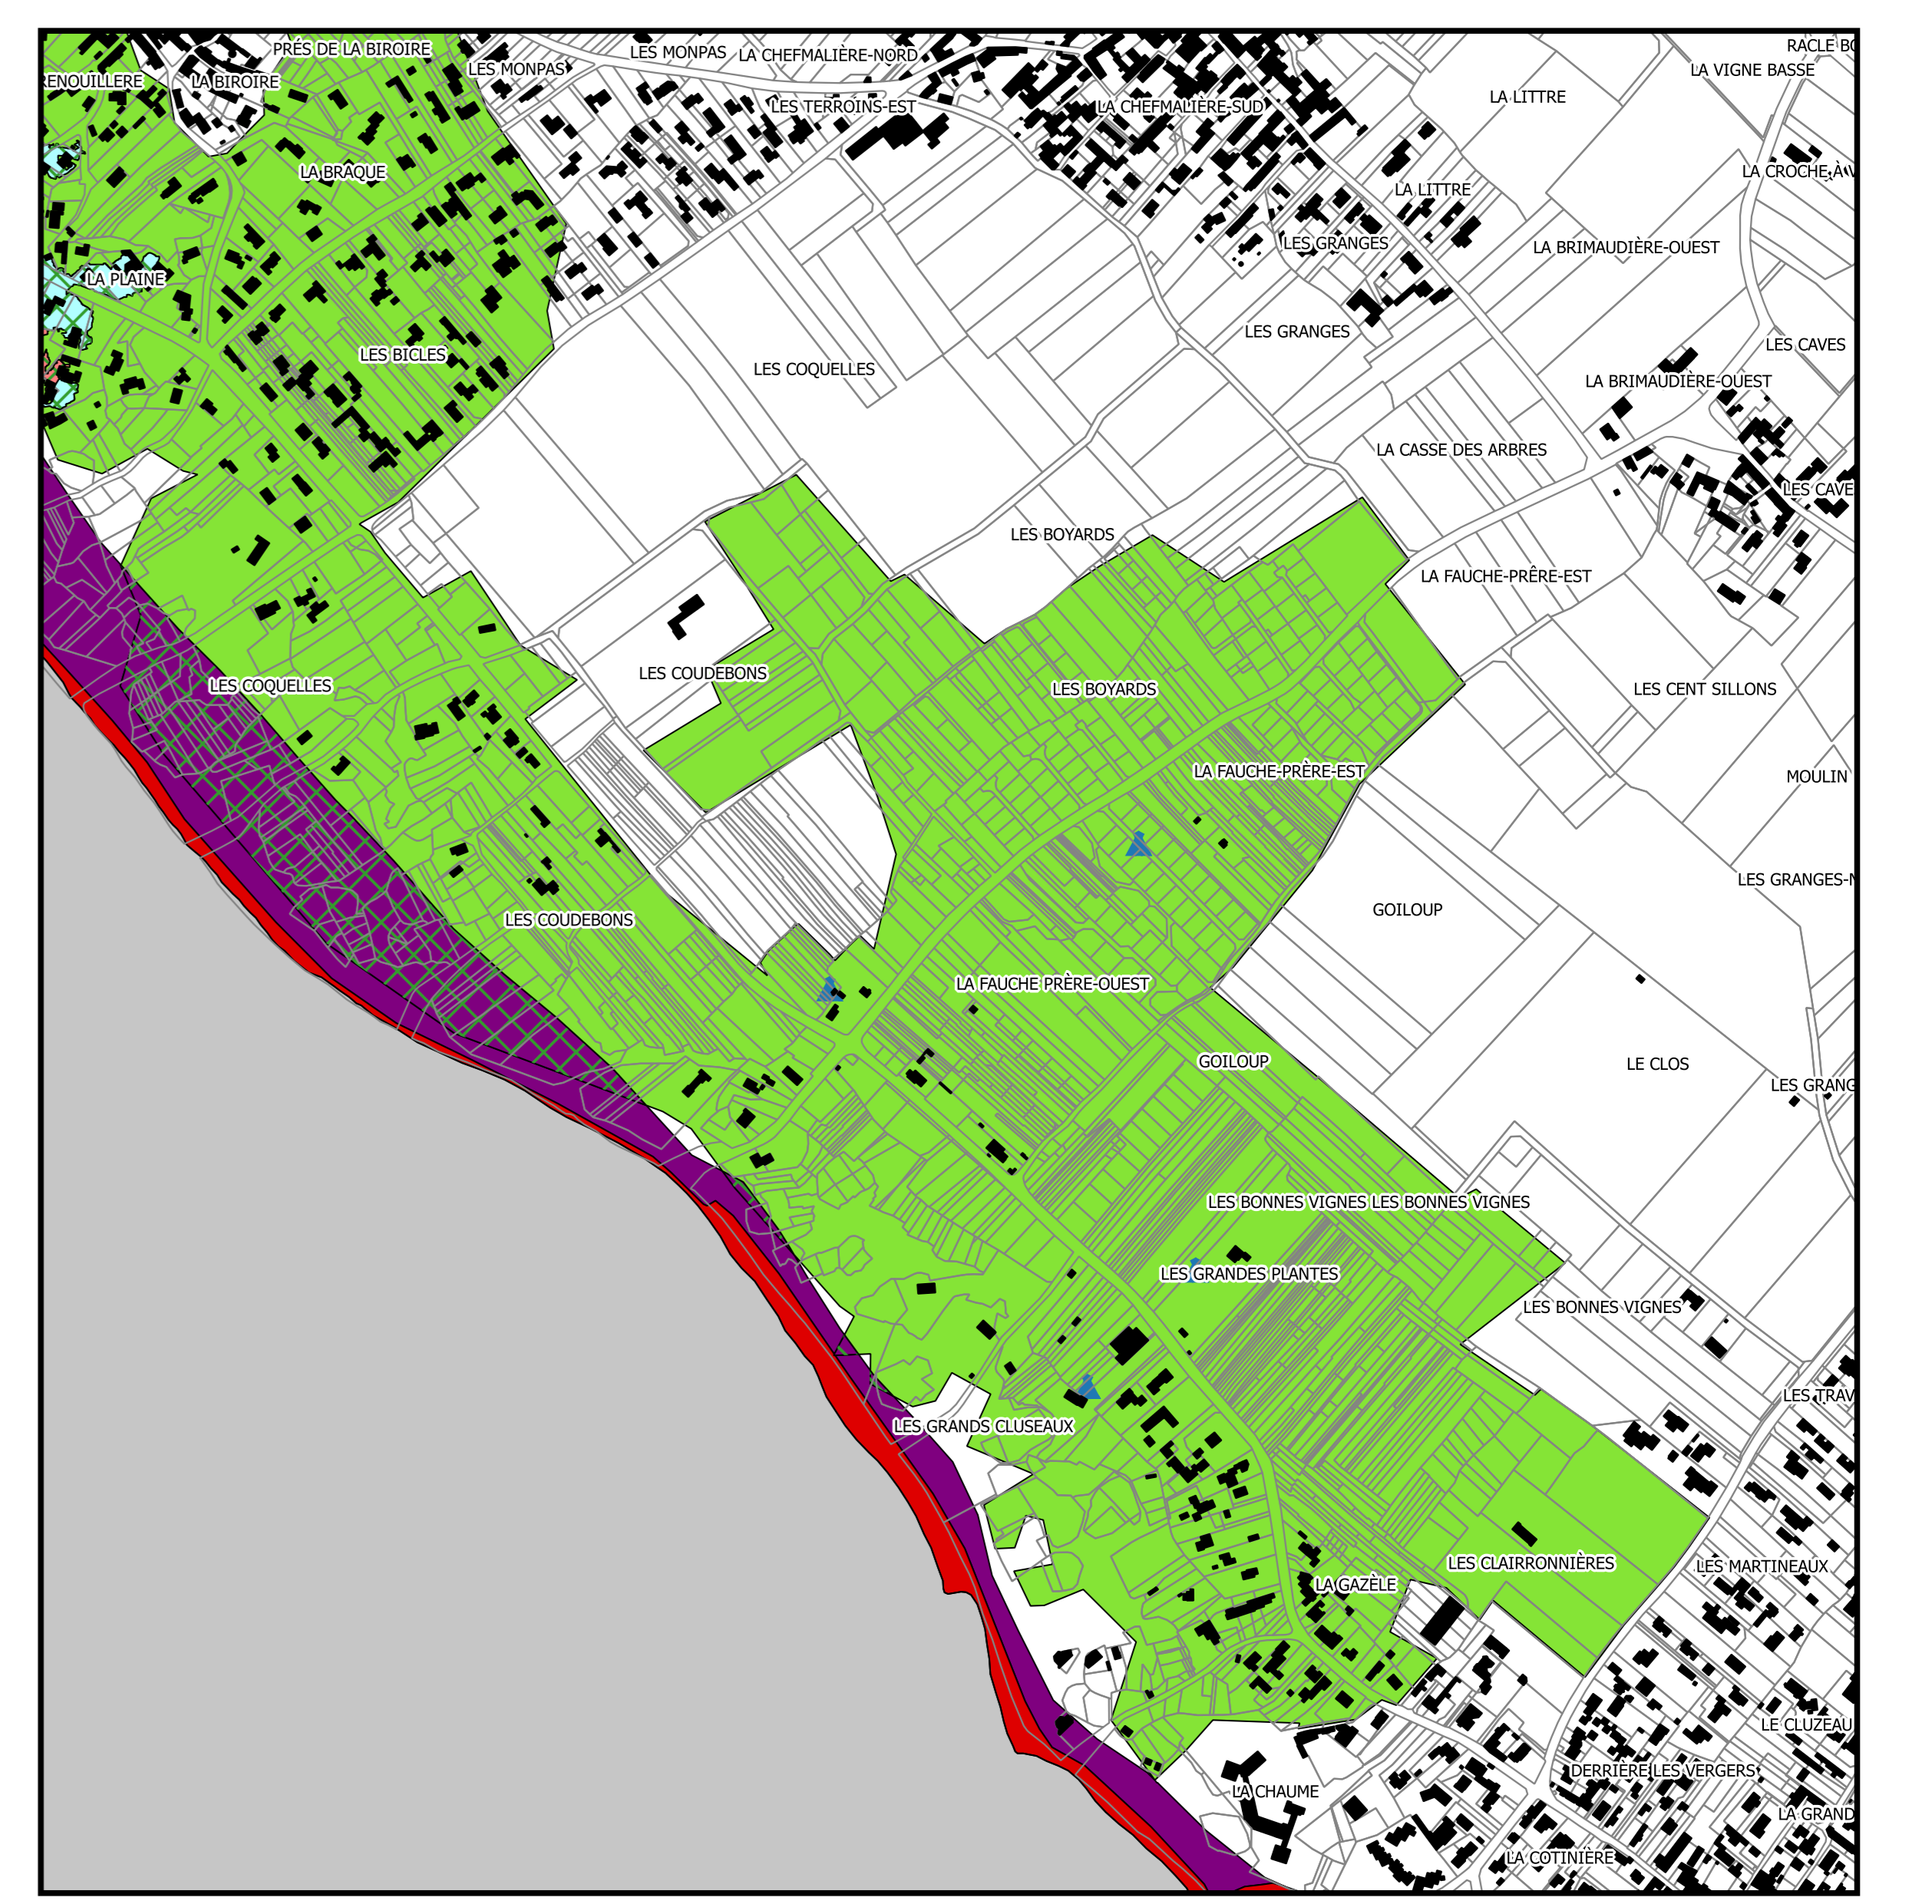 PRÉS DE LA BIROIRE
LES MONPAS
LES MONPAS
LA CHEFMALIÈRE-NORD
RACLE BO
LA VIGNE BASSE
RENOUILLERE
LA BIROIRE
LES TERROINS-EST
LA CHEFMALIÈRE-SUD
LA LITTRE
LA BRAQUE
LA LITTRE
LA CROCHE À V
LES GRANGES
LA BRIMAUDIÈRE-OUEST
LA PLAINE
LES GRANGES
LES CAVES
LES BICLES
LES COQUELLES
LA BRIMAUDIÈRE-OUEST
LA CASSE DES ARBRES
LES CAVE
LES BOYARDS
LA FAUCHE-PRÊRE-EST
LES COUDEBONS
LES COQUELLES
LES BOYARDS
LES CENT SILLONS
LA FAUCHE-PRÈRE-EST
MOULIN
LES GRANGES-N
LES COUDEBONS
GOILOUP
LA FAUCHE PRÈRE-OUEST
GOILOUP
LE CLOS
LES GRANG
LES BONNES VIGNES LES BONNES VIGNES
LES GRANDES PLANTES
LES BONNES VIGNES
LES TRAV
LES GRANDS CLUSEAUX
LES CLAIRRONNIÈRES
LES MARTINEAUX
LA GAZÈLE
LE CLUZEAU
DERRIÈRE LES VERGERS
LA CHAUME
LA GRAND
LA COTINIÈRE